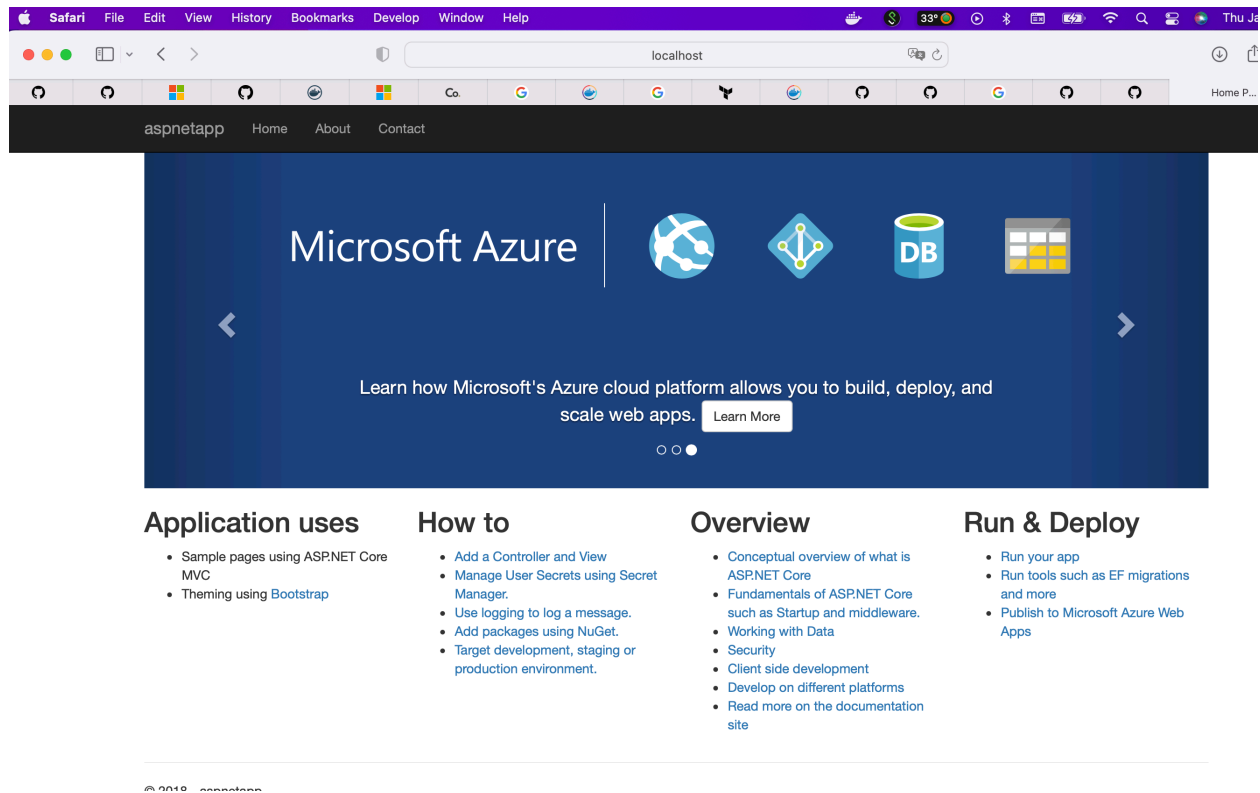 Safari File Edit View History Bookmarks Develop Window Help 33° Thu Ja
localhost
Co. Home P...
aspnetapp Home About Contact
Microsoft Azure
DB
Learn how Microsoft's Azure cloud platform allows you to build, deploy, and
scale web apps. Learn More
Application uses
Sample pages using ASP.NET Core
MVC
Theming using Bootstrap
How to
Add a Controller and View
Manage User Secrets using Secret
Manager.
Use logging to log a message.
Add packages using NuGet.
Target development, staging or
production environment.
Overview
Conceptual overview of what is
ASP.NET Core
Fundamentals of ASP.NET Core
such as Startup and middleware.
Working with Data
Security
Client side development
Develop on different platforms
Read more on the documentation
site
Run & Deploy
Run your app
Run tools such as EF migrations
and more
Publish to Microsoft Azure Web
Apps
© 2018 - aspnetapp